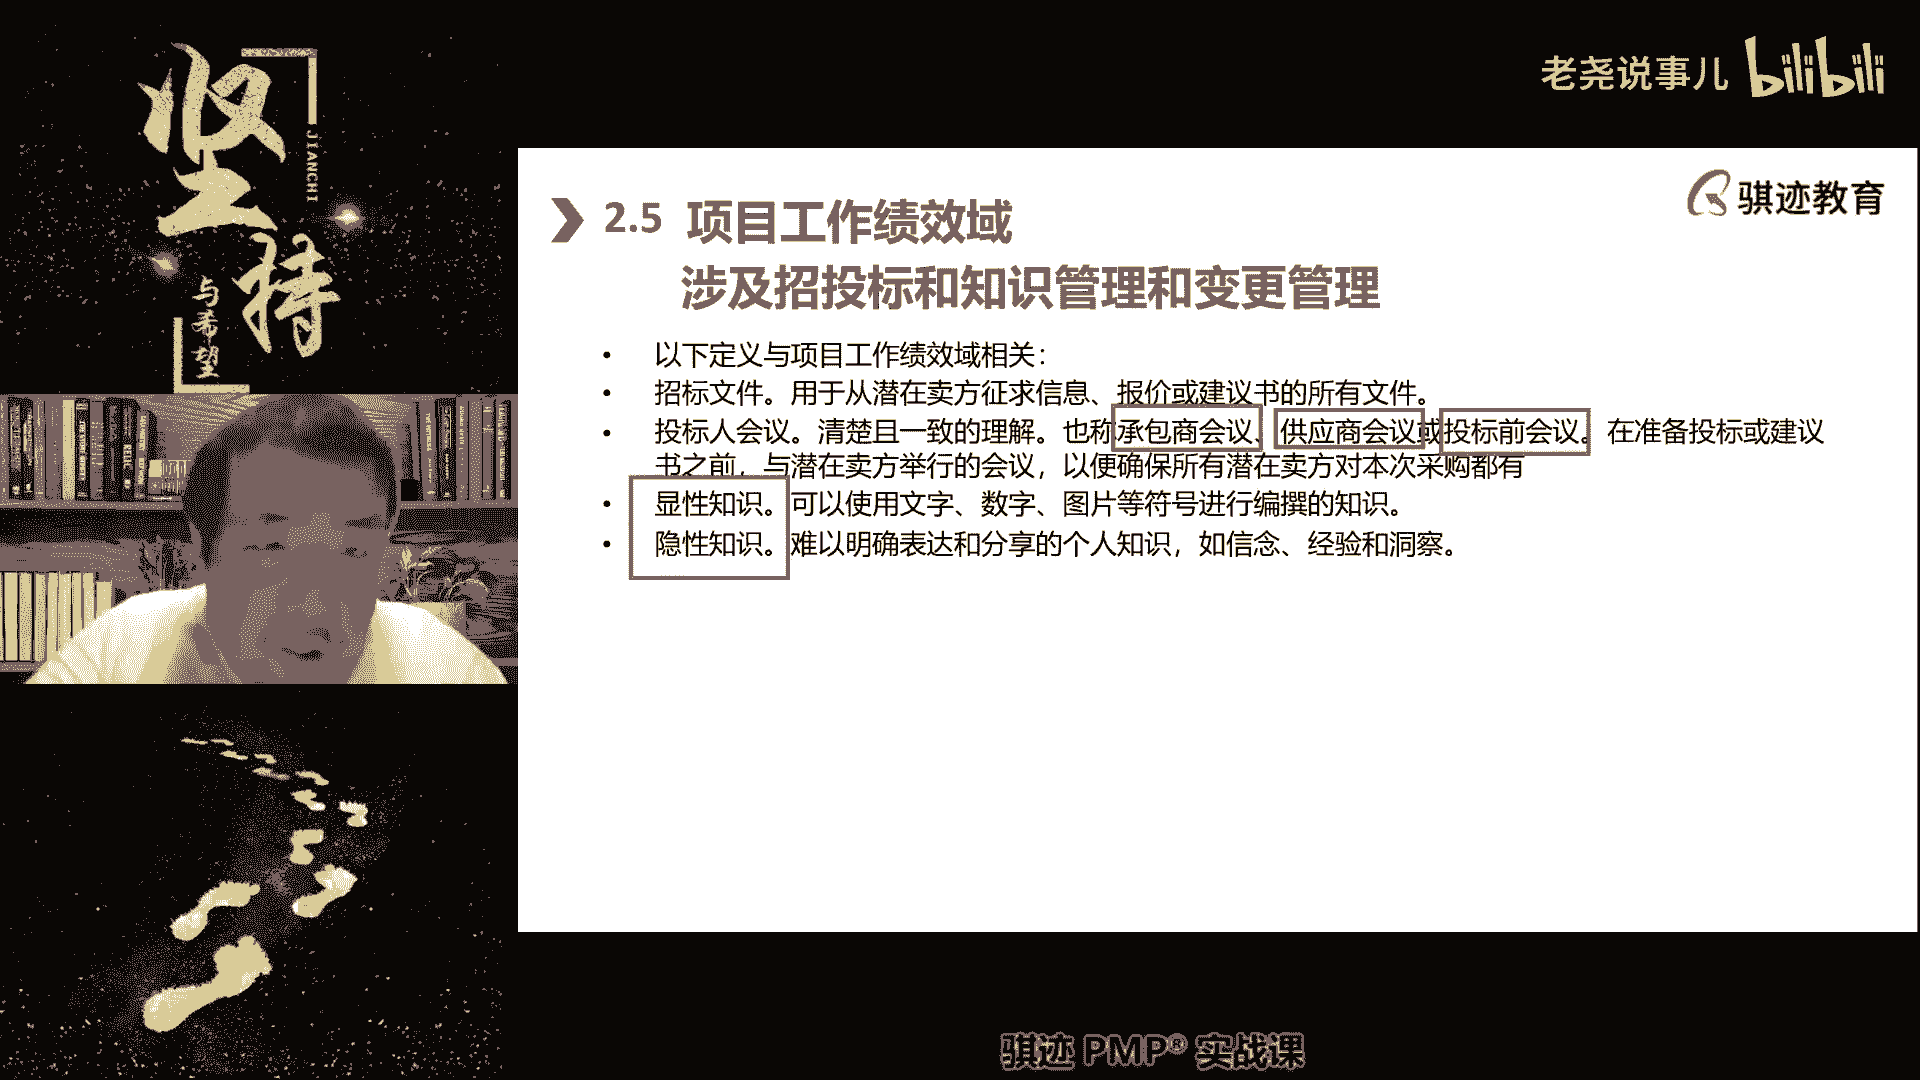 坚持
JIANCHI
与希望
老尧说事儿 bilibili
骐迹教育
2.5 项目工作绩效域
涉及招投标和知识管理和变更管理
• 以下定义与项目工作绩效域相关：
• 招标文件。用于从潜在卖方征求信息、报价或建议书的所有文件。
• 投标人会议。清楚且一致的理解。也称承包商会议、供应商会议或投标前会议。在准备投标或建议
书之前，与潜在卖方举行的会议，以便确保所有潜在卖方对本次采购都有
• 显性知识。可以使用文字、数字、图片等符号进行编撰的知识。
• 隐性知识。难以明确表达和分享的个人知识，如信念、经验和洞察。
骐迹 PMP® 实战课